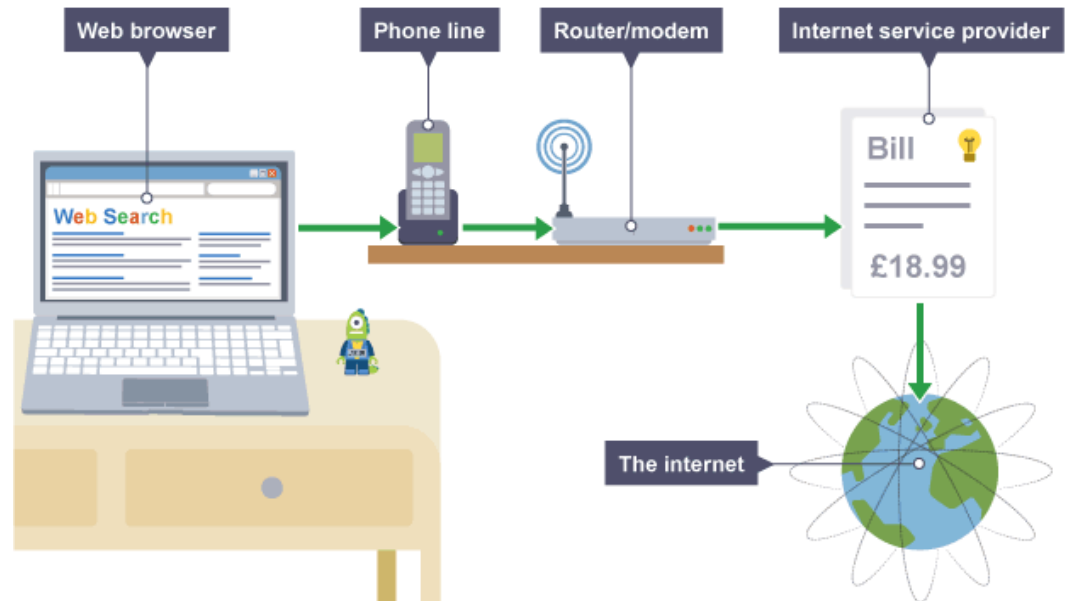 Web browser
Phone line
Router/modem
Internet service provider
Web Search
Bill
£18.99
The internet